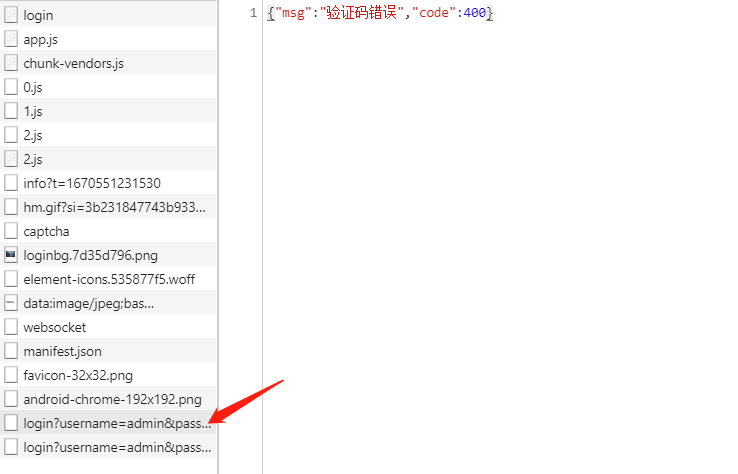 login
app.js
chunk-vendors.js
0.js
1.js
2.js
2.js
info?t=1670551231530
hm.gif?si=3b231847743b933...
captcha
loginbg.7d35d796.png
element-icons.535877f5.woff
data:image/jpeg;bas...
websocket
manifest.json
favicon-32x32.png
android-chrome-192x192.png
login?username=admin&pass...
login?username=admin&pass...
1 {"msg":"验证码错误","code":400}